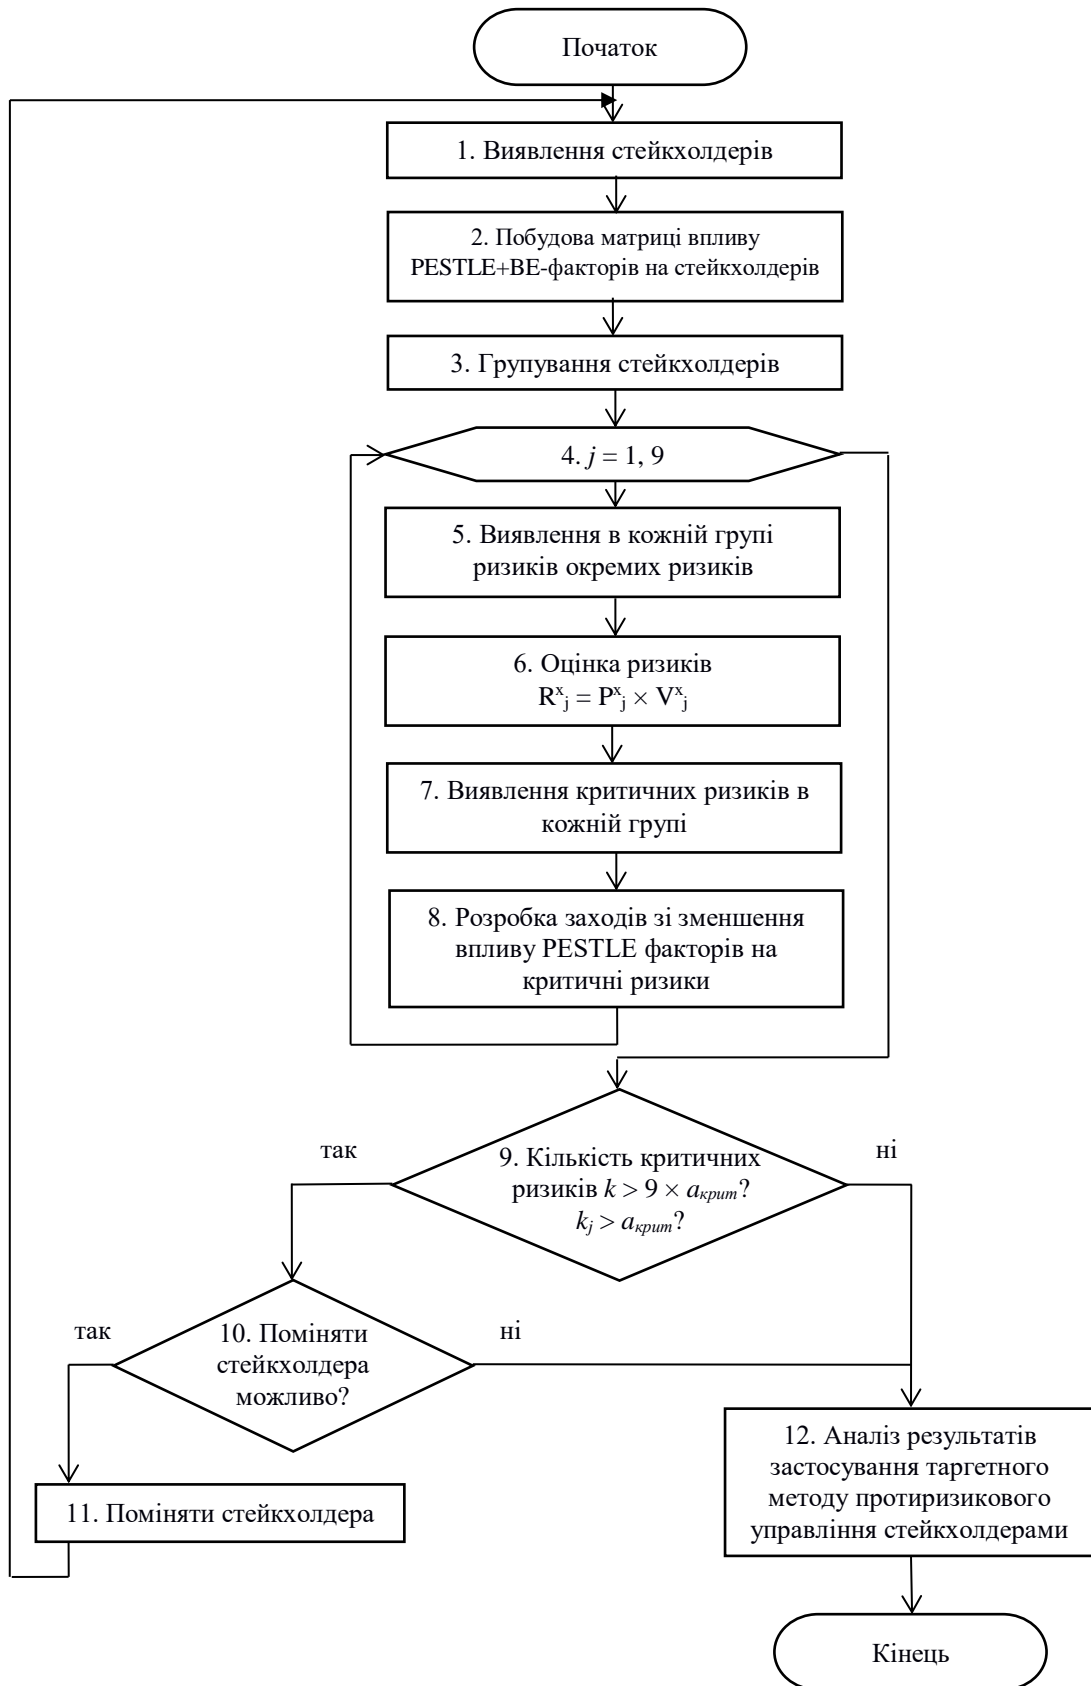 Початок
1. Виявлення стейкхолдерів
2. Побудова матриці впливу
PESTLE+BE-факторів на стейкхолдерів
3. Групування стейкхолдерів
4. j = 1, 9
5. Виявлення в кожній групі
ризиків окремих ризиків
6. Оцінка ризиків
Rˣⱼ = Pˣⱼ × Vˣⱼ
7. Виявлення критичних ризиків в
кожній групі
8. Розробка заходів зі зменшення
впливу PESTLE факторів на
критичні ризики
так
ні
9. Кількість критичних
ризиків k > 9 × aкрит?
kj > aкрит?
так
ні
10. Поміняти
стейкхолдера
можливо?
11. Поміняти стейкхолдера
12. Аналіз результатів
застосування таргетного
методу протиризикового
управління стейкхолдерами
Кінець